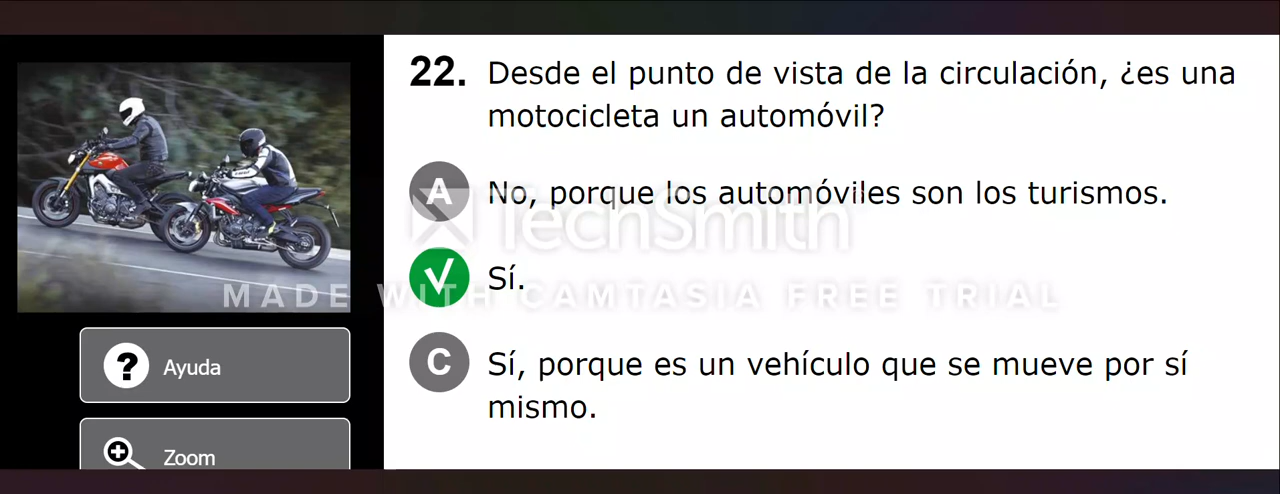 22. Desde el punto de vista de la circulación, ¿es una
motocicleta un automóvil?
A No, porque los automóviles son los turismos.
TechSmith
Sí.
MADE WITH CAMTASIA FREE TRIAL
C Sí, porque es un vehículo que se mueve por sí
mismo.
? Ayuda
Zoom